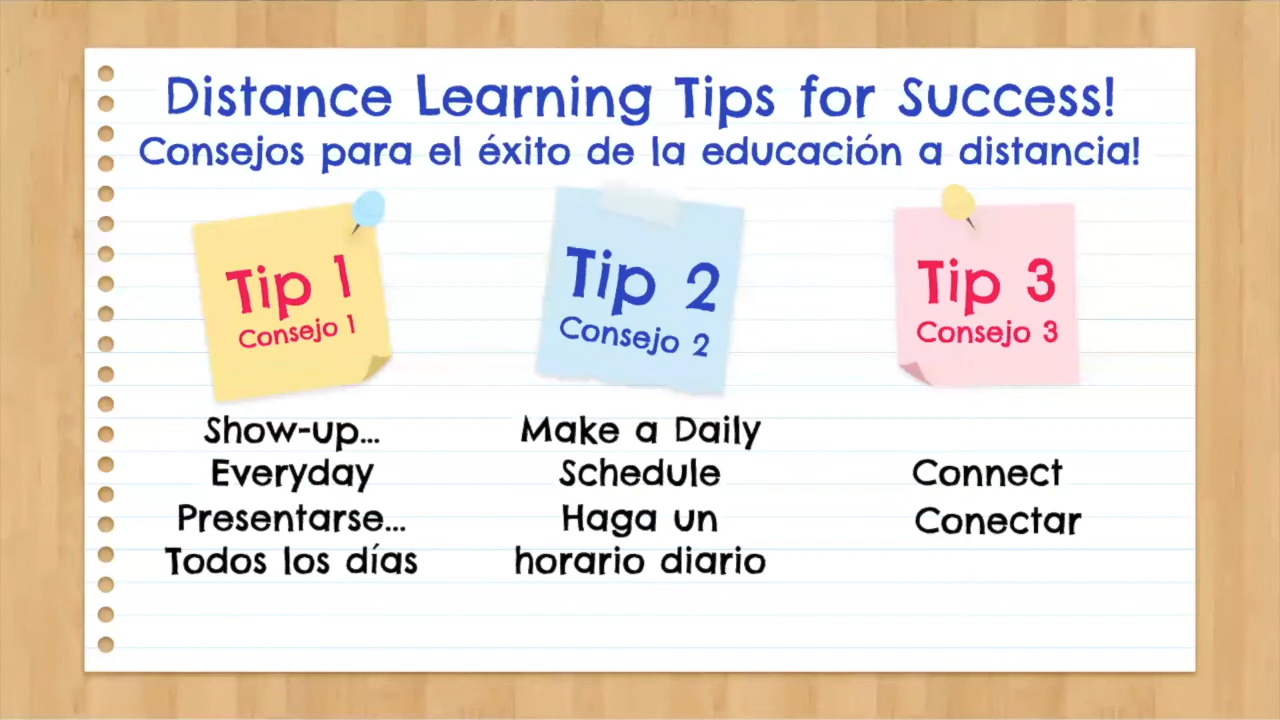 Distance Learning Tips for Success!
Consejos para el éxito de la educación a distancia!
Tip 1
Consejo 1
Show-up...
Everyday
Presentarse...
Todos los días
Tip 2
Consejo 2
Make a Daily
Schedule
Haga un
horario diario
Tip 3
Consejo 3
Connect
Conectar